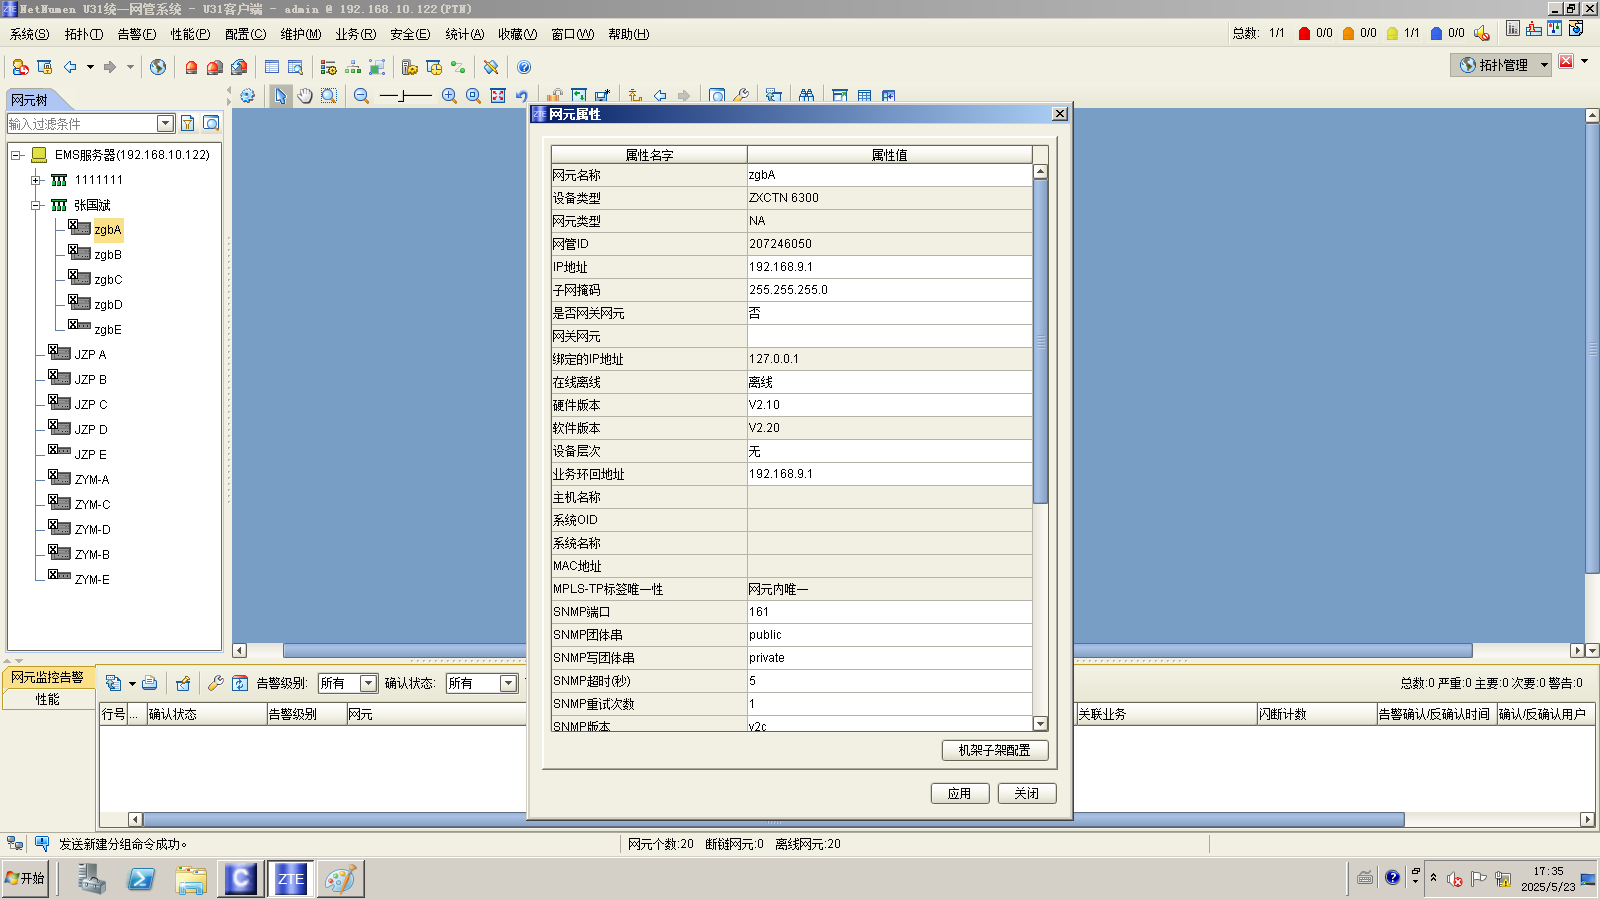 NetNumen U31统一网管系统 - U31客户端 - admin @ 192.168.10.122(PTN)
系统(S) 拓扑(T) 告警(F) 性能(P) 配置(C) 维护(M) 业务(R) 安全(E) 统计(A) 收藏(V) 窗口(W) 帮助(H)
总数: 1/1 0/0 0/0 1/1 0/0
拓扑管理
网元树
输入过滤条件
EMS服务器(192.168.10.122)
1111111
张国斌
zgbA
zgbB
zgbC
zgbD
zgbE
JZP A
JZP B
JZP C
JZP D
JZP E
ZYM-A
ZYM-C
ZYM-D
ZYM-B
ZYM-E
ZTE 网元属性
属性名字 属性值
网元名称 zgbA
设备类型 ZXCTN 6300
网元类型 NA
网管ID 207246050
IP地址 192.168.9.1
子网掩码 255.255.255.0
是否网关网元 否
网关网元
绑定的IP地址 127.0.0.1
在线离线 离线
硬件版本 V2.10
软件版本 V2.20
设备层次 无
业务环回地址 192.168.9.1
主机名称
系统OID
系统名称
MAC地址
MPLS-TP标签唯一性 网元内唯一
SNMP端口 161
SNMP团体串 public
SNMP写团体串 private
SNMP超时(秒) 5
SNMP重试次数 1
SNMP版本 v2c
机架子架配置
应用 关闭
网元监控告警
性能
告警级别: 所有 确认状态: 所有
总数:0 严重:0 主要:0 次要:0 警告:0
行号 ... 确认状态 告警级别 网元 关联业务 闪断计数 告警确认/反确认时间 确认/反确认用户
发送新建分组命令成功。
网元个数:20 断链网元:0 离线网元:20
开始
C
ZTE
17:35
2025/5/23